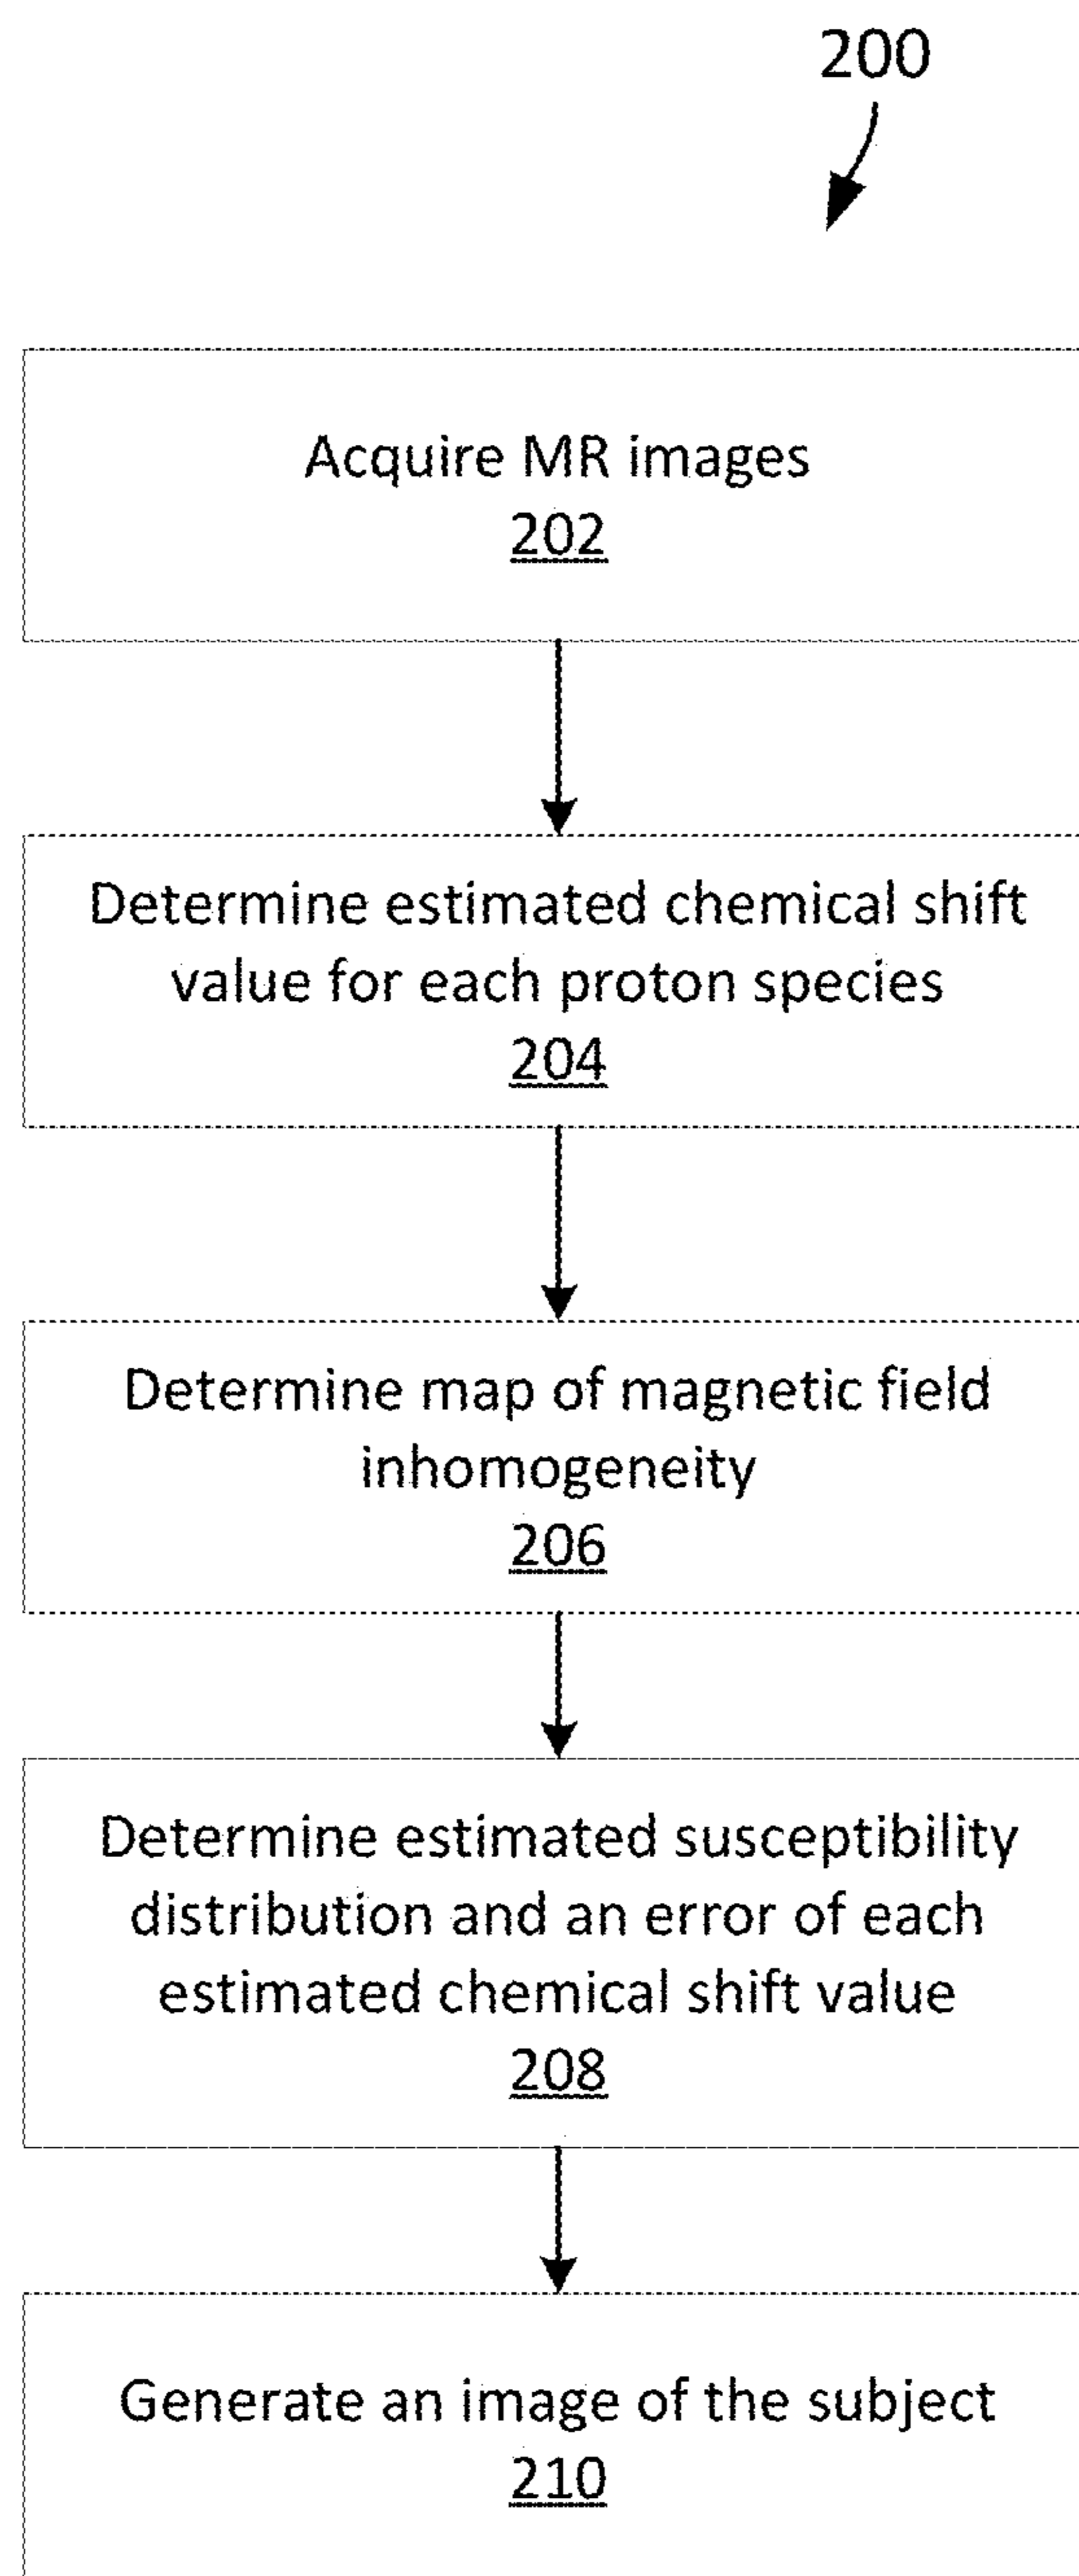 200
Acquire MR images
202
Determine estimated chemical shift
value for each proton species
204
Determine map of magnetic field
inhomogeneity
206
Determine estimated susceptibility
distribution and an error of each
estimated chemical shift value
208
Generate an image of the subject
210